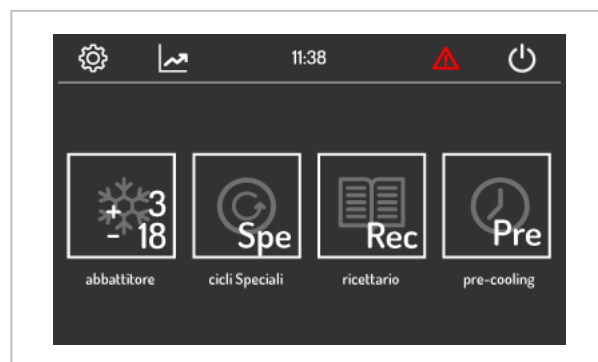 11:38
+3
-18
Spe
Rec
Pre
abbattitore
cicli Speciali
ricettario
pre-cooling